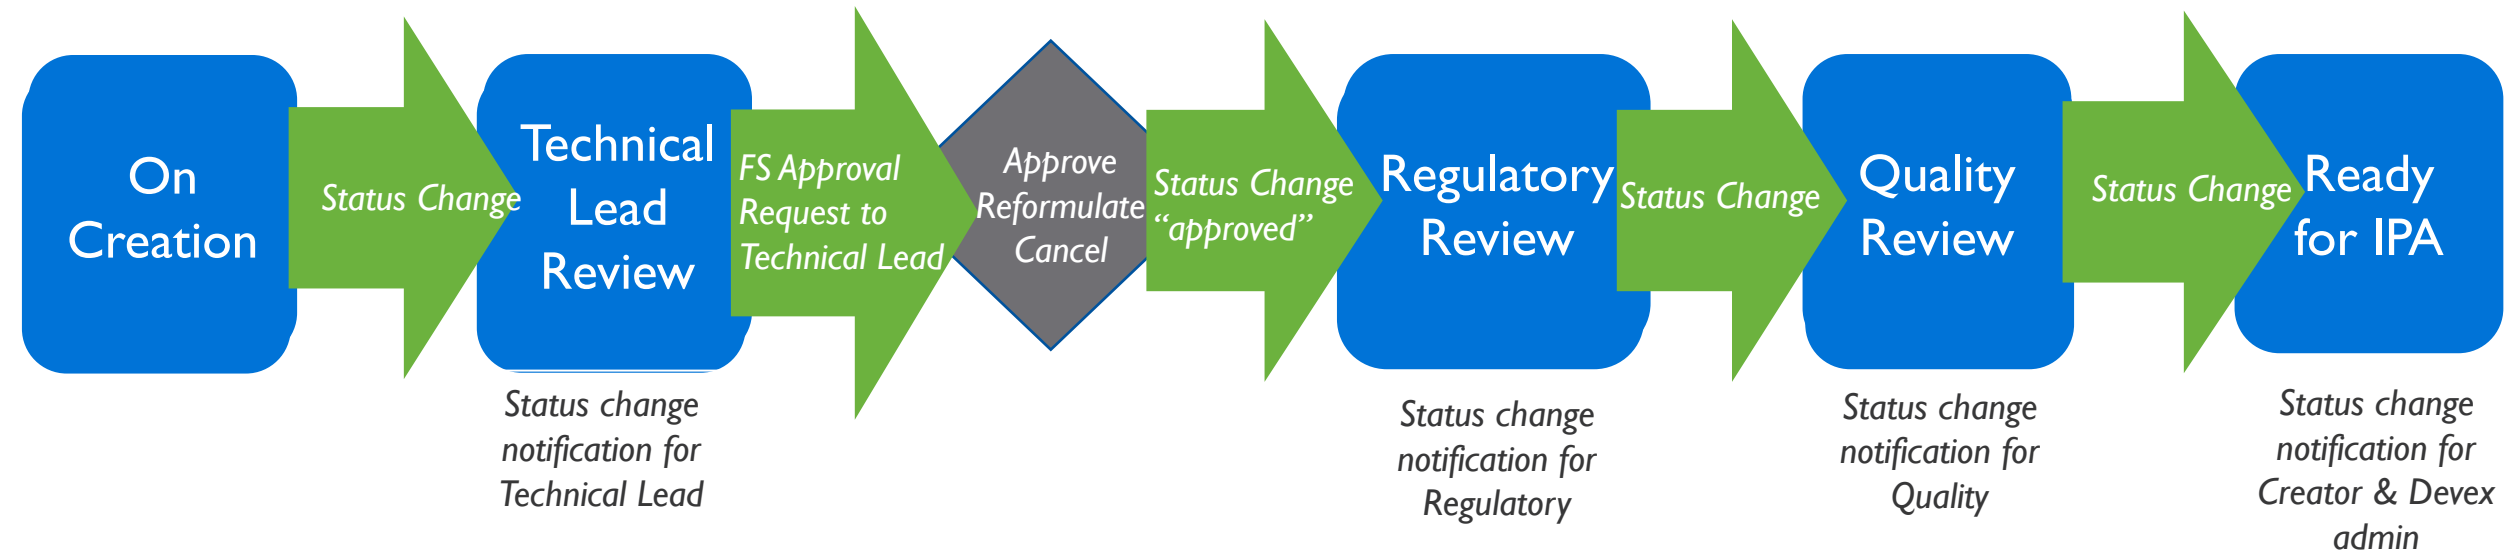 On
Creation
Status Change
Technical
Lead
Review
FS Approval
Request to
Technical Lead
Approve
Reformulate
Cancel
Status Change
“approved”
Regulatory
Review
Status Change
Quality
Review
Status Change
Ready
for IPA
Status change
notification for
Technical Lead
Status change
notification for
Regulatory
Status change
notification for
Quality
Status change
notification for
Creator & Devex
admin